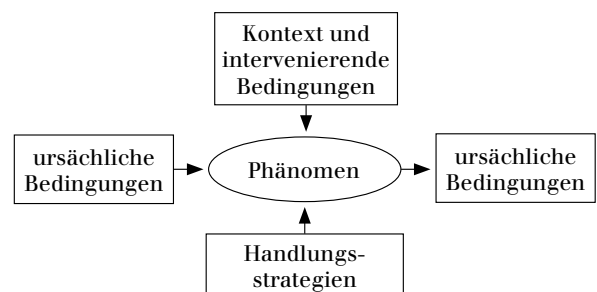 Kontext und
intervenierende
Bedingungen
ursächliche
Bedingungen
Phänomen
ursächliche
Bedingungen
Handlungs-
strategien